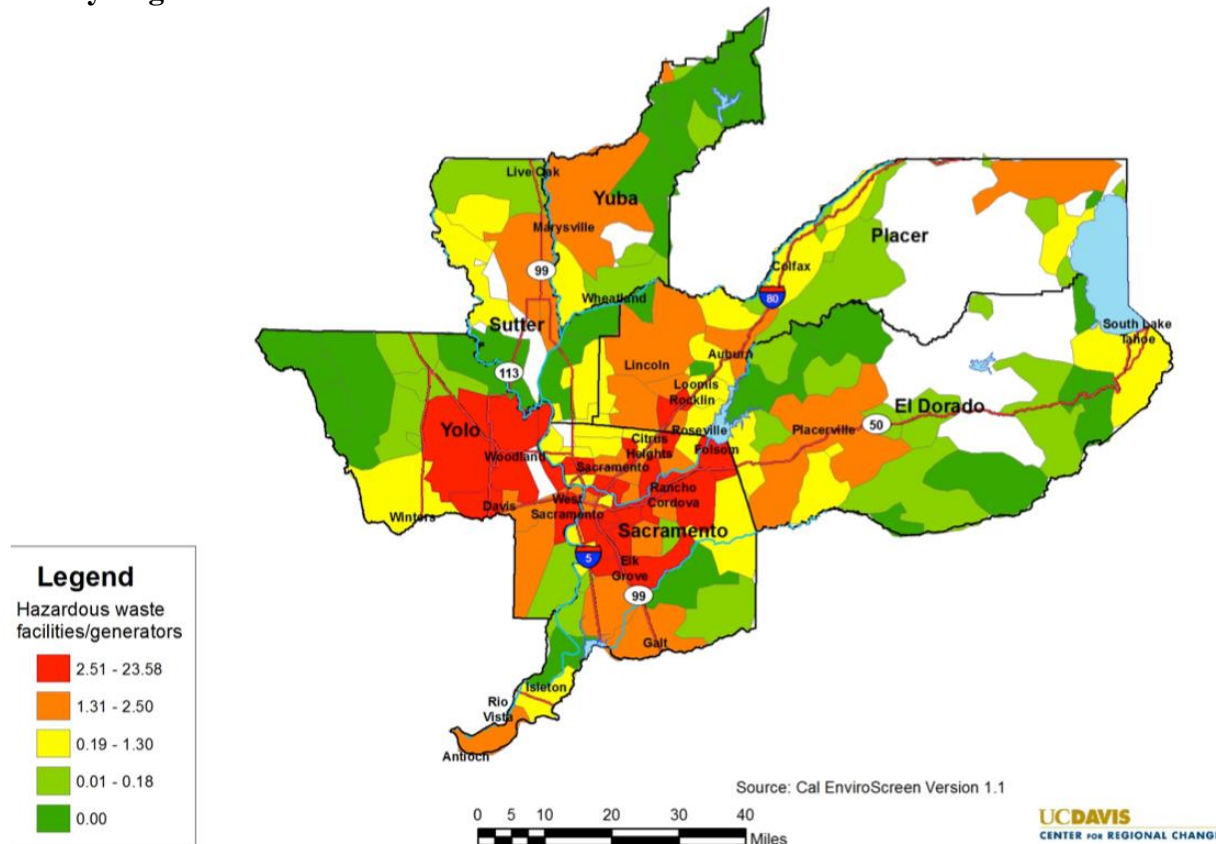 Live Oak
Yuba
Marysville
99
Placer
Colfax
80
Wheatland
Sutter
South Lake
Tahoe
113
Lincoln
Auburn
Loomis
Rocklin
El Dorado
Yolo
Roseville
Placerville
50
Citrus
Heights
Folsom
Woodland
Sacramento
Rancho
Cordova
Winters
Davis
West
Sacramento
Sacramento
5
Elk
Grove
99
Galt
Isleton
Rio
Vista
Antioch
Legend
Hazardous waste
facilities/generators
2.51 - 23.58
1.31 - 2.50
0.19 - 1.30
0.01 - 0.18
0.00
Source: Cal EnviroScreen Version 1.1
0 5 10 20 30 40
Miles
UCDAVIS
CENTER FOR REGIONAL CHANGE